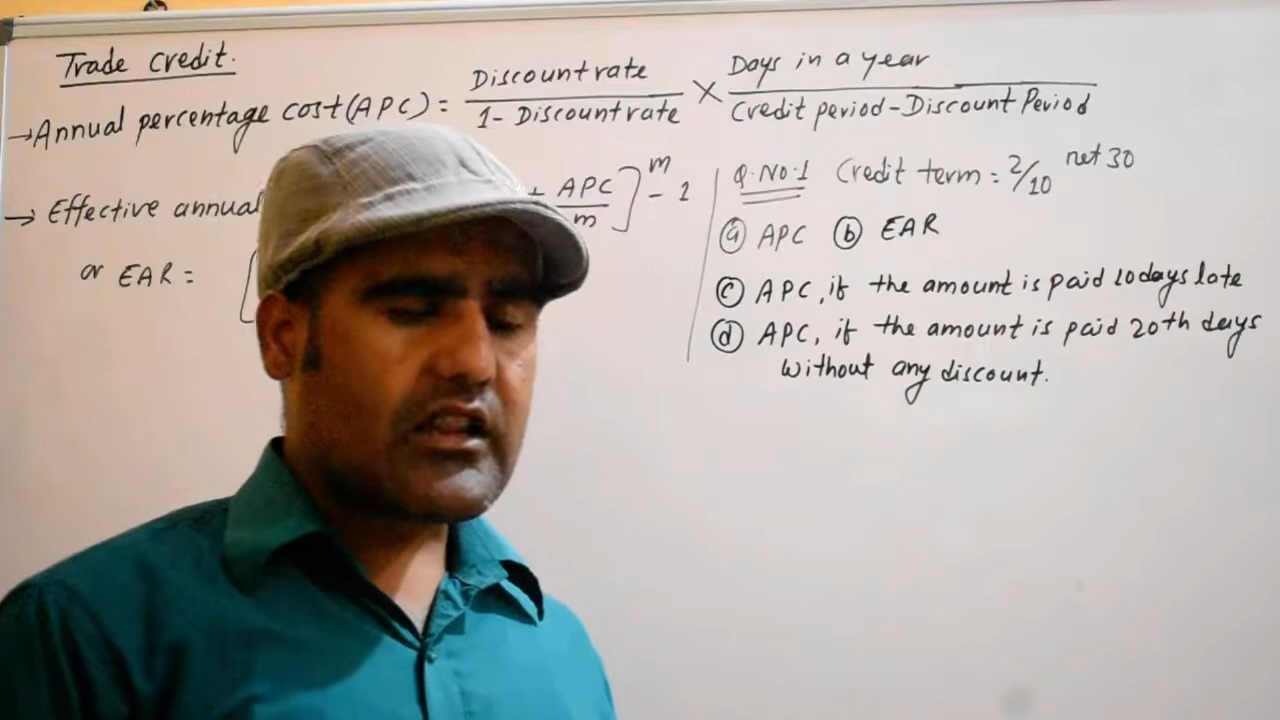 Trade Credit.
→ Annual percentage cost (APC) = Discount rate / 1 - Discount rate × Days in a year / Credit period - Discount Period
→ Effective annual + APC / m ] m - 1
or EAR = [
Q.No.1 Credit term = 2/10 net 30
(a) APC (b) EAR
(c) APC, if the amount is paid 10 days late
(d) APC, if the amount is paid 20th days
without any discount.